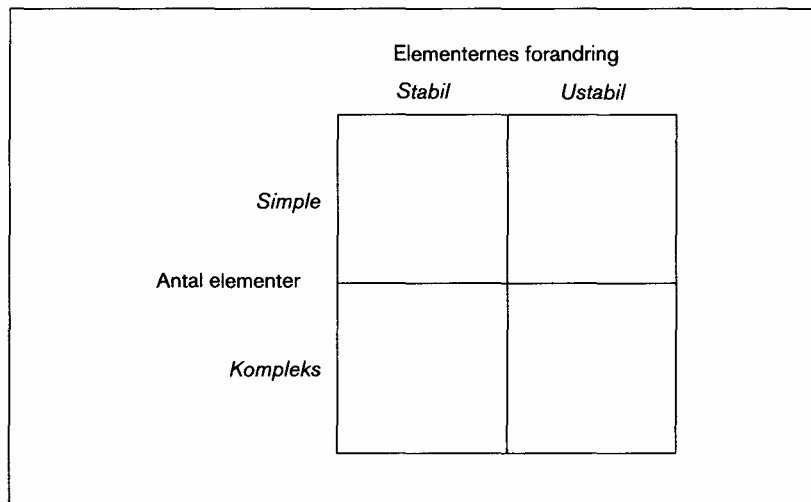 Elementernes forandring
Stabil Ustabil
Simple
Antal elementer
Kompleks